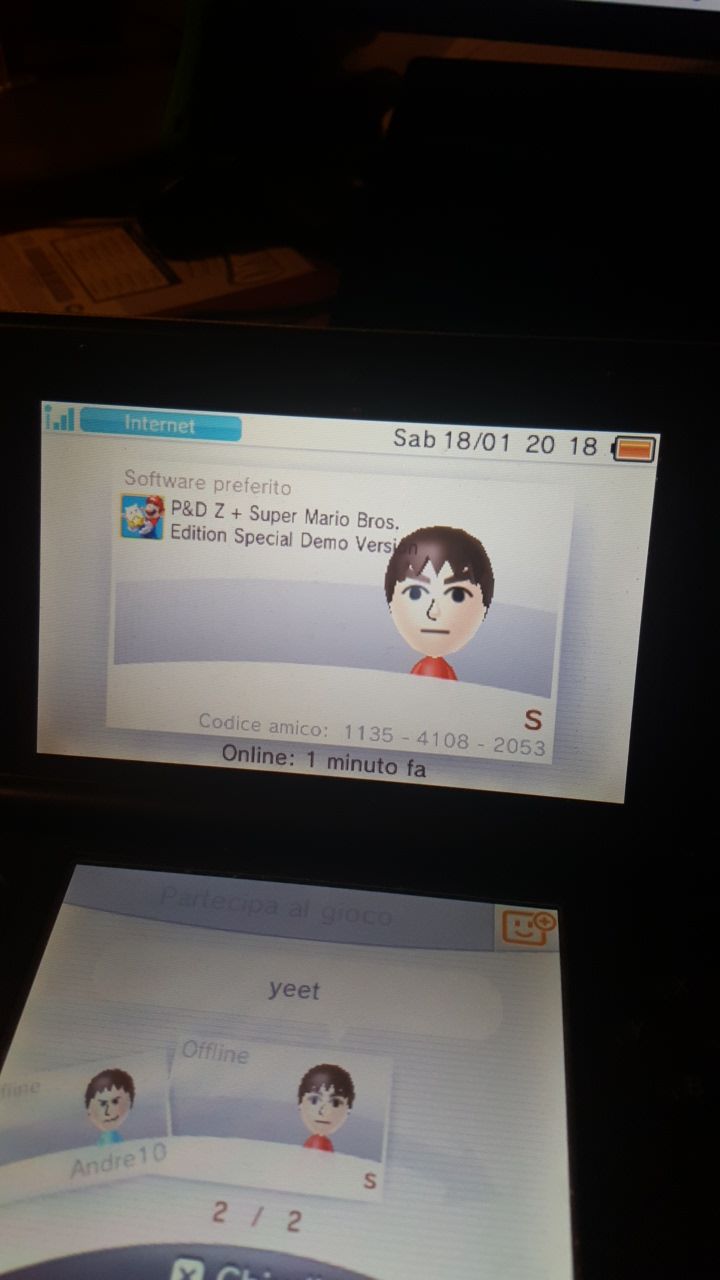 Internet
Sab 18/01 20 18
Software preferito
P&D Z + Super Mario Bros.
Edition Special Demo Version
S
Codice amico: 1135 - 4108 - 2053
Online: 1 minuto fa
Partecipa al gioco
yeet
Offline
Andre10
S
2 / 2
X